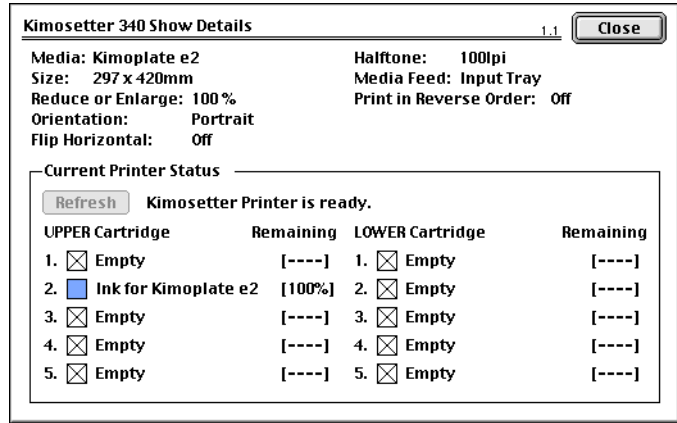 Kimosetter 340 Show Details 1.1 Close
Media: Kimoplate e2 Halftone: 100lpi
Size: 297 x 420mm Media Feed: Input Tray
Reduce or Enlarge: 100% Print in Reverse Order: Off
Orientation: Portrait
Flip Horizontal: Off
Current Printer Status
Refresh Kimosetter Printer is ready.
UPPER Cartridge Remaining LOWER Cartridge Remaining
1. Empty [----] 1. Empty [----]
2. Ink for Kimoplate e2 [100%] 2. Empty [----]
3. Empty [----] 3. Empty [----]
4. Empty [----] 4. Empty [----]
5. Empty [----] 5. Empty [----]